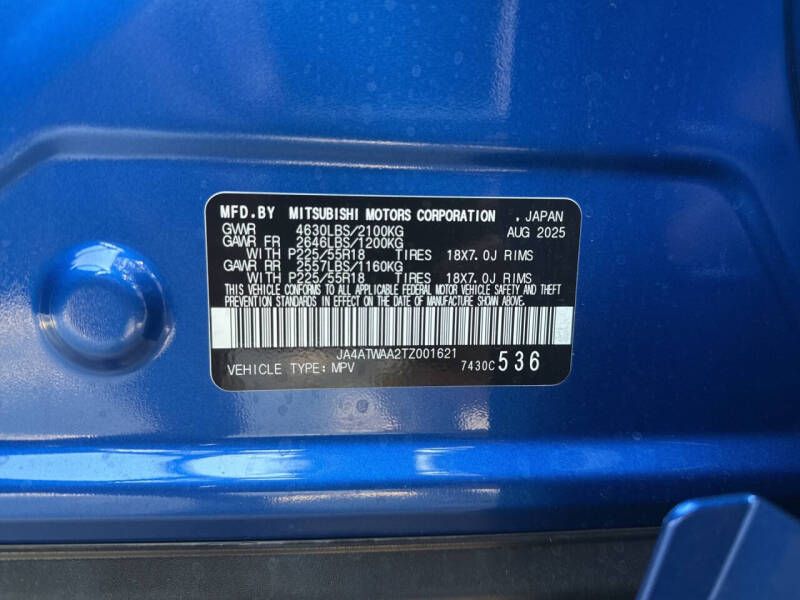 MFD.BY MITSUBISHI MOTORS CORPORATION , JAPAN
GVWR 4630LBS/2100KG AUG 2025
GAWR FR 2646LBS/1200KG
WITH P225/55R18 TIRES 18X7.0J RIMS
GAWR RR 2557LBS/1160KG
WITH P225/55R18 TIRES 18X7.0J RIMS
THIS VEHICLE CONFORMS TO ALL APPLICABLE FEDERAL MOTOR VEHICLE SAFETY AND THEFT
PREVENTION STANDARDS IN EFFECT ON THE DATE OF MANUFACTURE SHOWN ABOVE.
JA4ATWAA2TZ001621
VEHICLE TYPE: MPV 7430C 536